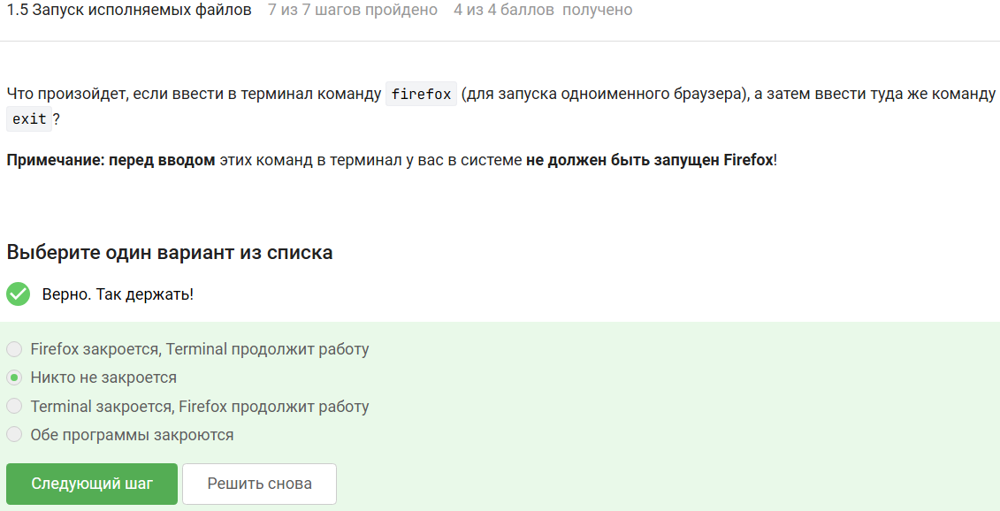 1.5 Запуск исполняемых файлов 7 из 7 шагов пройдено 4 из 4 баллов получено
Что произойдет, если ввести в терминал команду firefox (для запуска одноименного браузера), а затем ввести туда же команду
exit ?
Примечание: перед вводом этих команд в терминал у вас в системе не должен быть запущен Firefox!
Выберите один вариант из списка
Верно. Так держать!
Firefox закроется, Terminal продолжит работу
Никто не закроется
Terminal закроется, Firefox продолжит работу
Обе программы закроются
Следующий шаг Решить снова